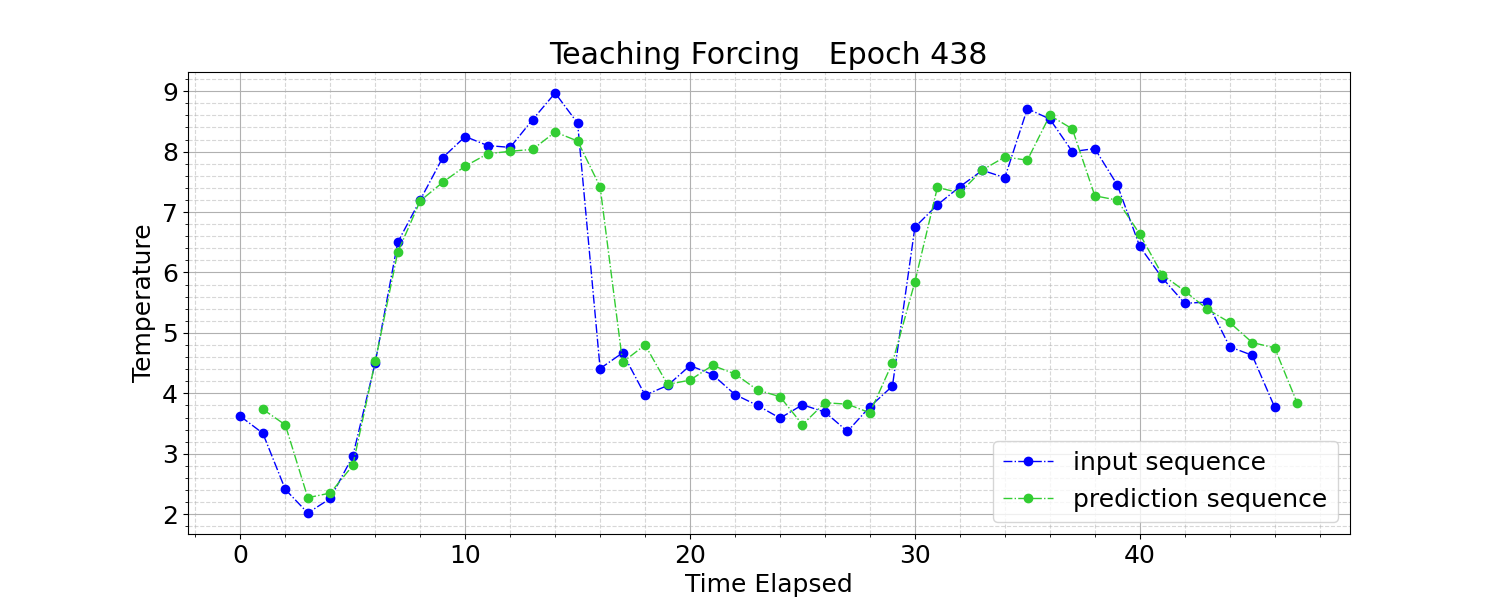 Teaching Forcing   Epoch 438
9
8
7
6
5
4
3
2
Temperature
input sequence
prediction sequence
0 10 20 30 40
Time Elapsed